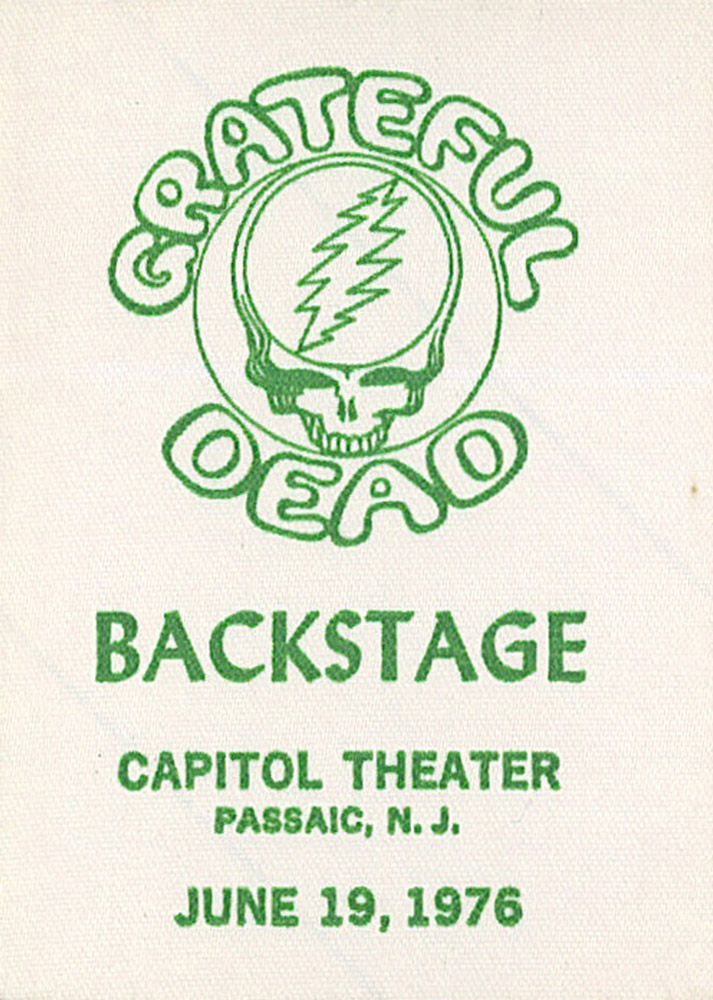 GRATEFUL
DEAD
BACKSTAGE
CAPITOL THEATER
PASSAIC, N. J.
JUNE 19, 1976